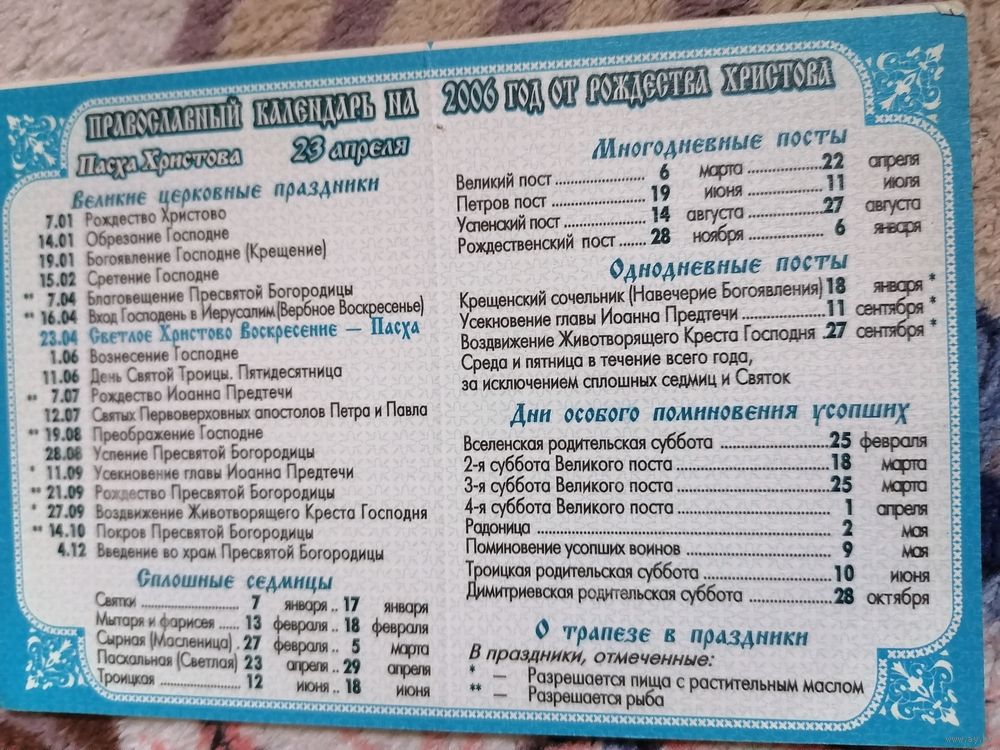 ПРАВОСЛАВНЫЙ КАЛЕНДАРЬ НА 2006 ГОД ОТ РОЖДЕСТВА ХРИСТОВА
Пасха Христова 23 апреля
Великие церковные праздники
7.01 Рождество Христово
14.01 Обрезание Господне
19.01 Богоявление Господне (Крещение)
15.02 Сретение Господне
** 7.04 Благовещение Пресвятой Богородицы
** 16.04 Вход Господень в Иерусалим (Вербное Воскресенье)
23.04 Светлое Христово Воскресение — Пасха
1.06 Вознесение Господне
11.06 День Святой Троицы. Пятидесятница
** 7.07 Рождество Иоанна Предтечи
12.07 Святых Первоверховных апостолов Петра и Павла
** 19.08 Преображение Господне
28.08 Успение Пресвятой Богородицы
* 11.09 Усекновение главы Иоанна Предтечи
** 21.09 Рождество Пресвятой Богородицы
* 27.09 Воздвижение Животворящего Креста Господня
** 14.10 Покров Пресвятой Богородицы
4.12 Введение во храм Пресвятой Богородицы
Сплошные седмицы
Святки ........ 7 января .. 17 января
Мытаря и фарисея ..... 13 февраля .. 18 февраля
Сырная (Масленица) . 27 февраля .. 5 марта
Пасхальная (Светлая) 23 апреля .. 29 апреля
Троицкая ........ 12 июня .. 18 июня
Многодневные посты
Великий пост ........ 6 марта ........ 22 апреля
Петров пост ........ 19 июня ........ 11 июля
Успенский пост ........ 14 августа ........ 27 августа
Рождественский пост ...... 28 ноября ........ 6 января
Однодневные посты
Крещенский сочельник (Навечерие Богоявления) 18 января *
Усекновение главы Иоанна Предтечи ........ 11 сентября *
Воздвижение Животворящего Креста Господня . 27 сентября *
Среда и пятница в течение всего года,
за исключением сплошных седмиц и Святок
Дни особого поминовения усопших
Вселенская родительская суббота ........ 25 февраля
2-я суббота Великого поста ........ 18 марта
3-я суббота Великого поста ........ 25 марта
4-я суббота Великого поста ........ 1 апреля
Радоница ........ 2 мая
Поминовение усопших воинов ........ 9 мая
Троицкая родительская суббота ........ 10 июня
Димитриевская родительская суббота ........ 28 октября
О трапезе в праздники
В праздники, отмеченные:
* — Разрешается пища с растительным маслом
** — Разрешается рыба